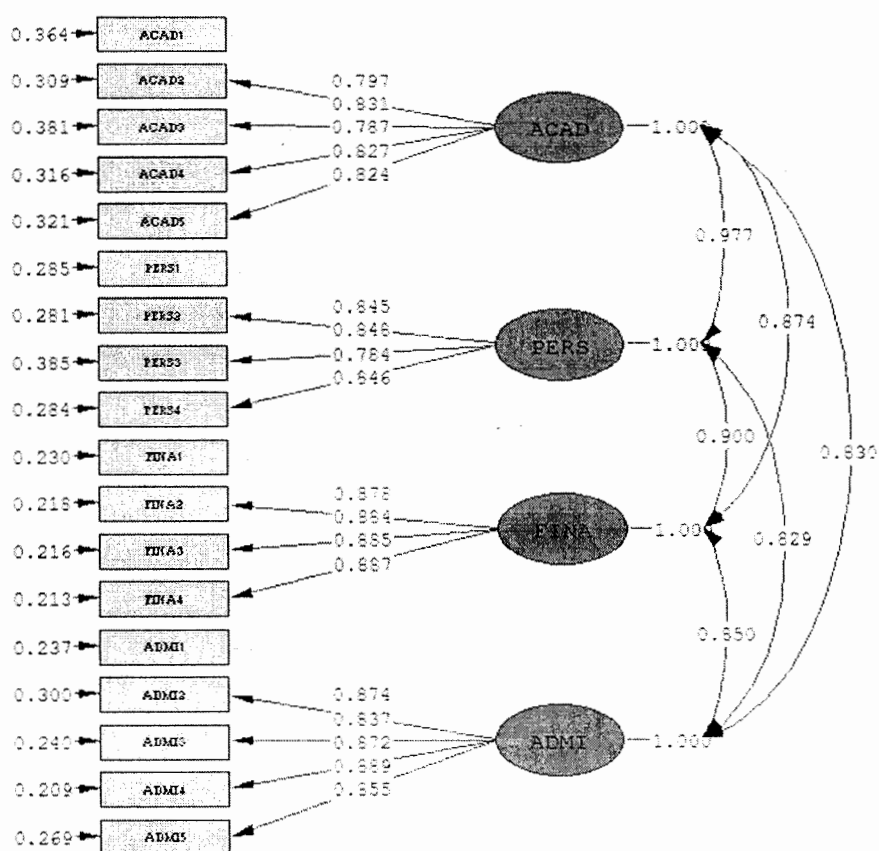 0.364 ACAD1
0.309 ACAD2
0.381 ACAD3
0.316 ACAD4
0.321 ACAD5
0.285 PERS1
0.281 PERS2
0.385 PERS3
0.284 PERS4
0.230 FINA1
0.218 FINA2
0.216 FINA3
0.213 FINA4
0.237 ADMI1
0.300 ADMI2
0.240 ADMI3
0.209 ADMI4
0.269 ADMI5
0.797
0.831
0.787
0.827
0.824
0.845
0.848
0.784
0.846
0.878
0.884
0.885
0.887
0.874
0.837
0.872
0.889
0.855
ACAD 1.000
PERS 1.000
FINA 1.000
ADMI 1.000
0.977
0.874
0.900
0.830
0.829
0.850